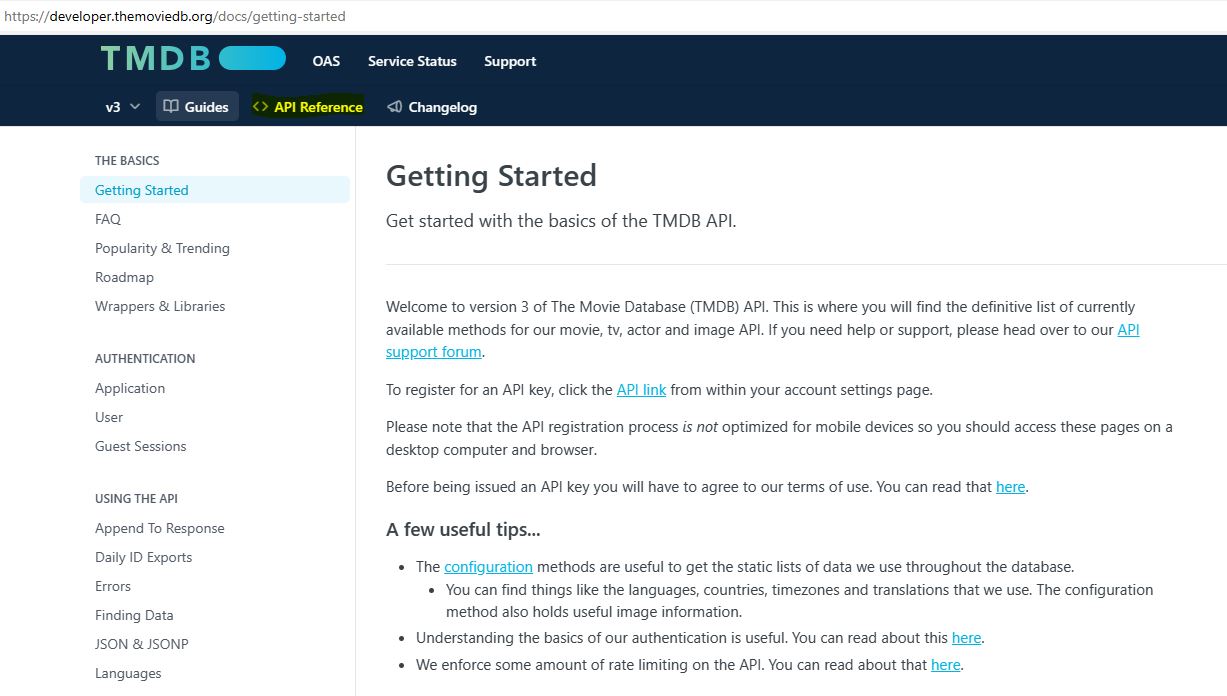 https://developer.themoviedb.org/docs/getting-started
TMDB OAS Service Status Support
v3 Guides <> API Reference Changelog
THE BASICS
Getting Started
FAQ
Popularity & Trending
Roadmap
Wrappers & Libraries
AUTHENTICATION
Application
User
Guest Sessions
USING THE API
Append To Response
Daily ID Exports
Errors
Finding Data
JSON & JSONP
Languages
Getting Started
Get started with the basics of the TMDB API.
Welcome to version 3 of The Movie Database (TMDB) API. This is where you will find the definitive list of currently
available methods for our movie, tv, actor and image API. If you need help or support, please head over to our API
support forum.
To register for an API key, click the API link from within your account settings page.
Please note that the API registration process is not optimized for mobile devices so you should access these pages on a
desktop computer and browser.
Before being issued an API key you will have to agree to our terms of use. You can read that here.
A few useful tips...
• The configuration methods are useful to get the static lists of data we use throughout the database.
• You can find things like the languages, countries, timezones and translations that we use. The configuration
method also holds useful image information.
• Understanding the basics of our authentication is useful. You can read about this here.
• We enforce some amount of rate limiting on the API. You can read about that here.